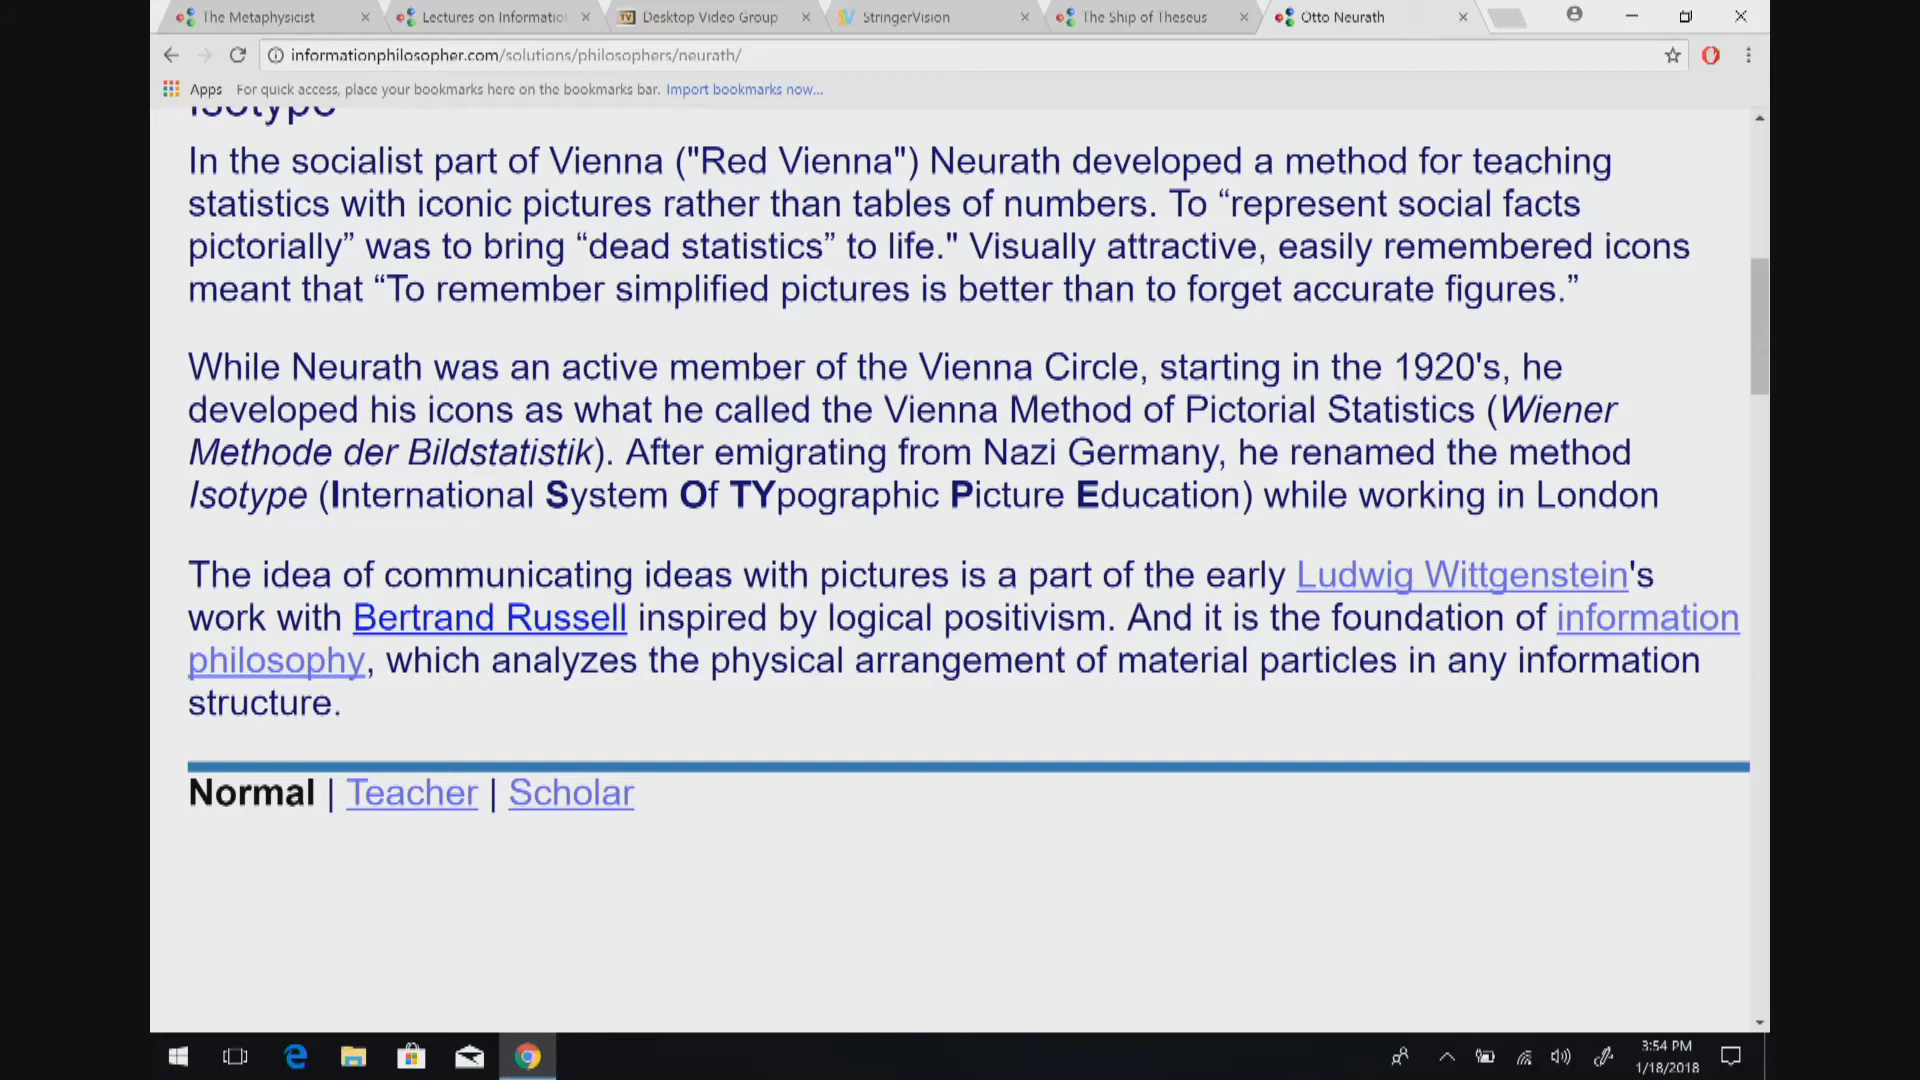 The Metaphysicist
Lectures on Informatio
Desktop Video Group
StringerVision
The Ship of Theseus
Otto Neurath
informationphilosopher.com/solutions/philosophers/neurath/
Apps For quick access, place your bookmarks here on the bookmarks bar. Import bookmarks now...
Isotype
In the socialist part of Vienna ("Red Vienna") Neurath developed a method for teaching
statistics with iconic pictures rather than tables of numbers. To “represent social facts
pictorially” was to bring “dead statistics” to life." Visually attractive, easily remembered icons
meant that “To remember simplified pictures is better than to forget accurate figures.”
While Neurath was an active member of the Vienna Circle, starting in the 1920's, he
developed his icons as what he called the Vienna Method of Pictorial Statistics (Wiener
Methode der Bildstatistik). After emigrating from Nazi Germany, he renamed the method
Isotype (International System Of TYpographic Picture Education) while working in London
The idea of communicating ideas with pictures is a part of the early Ludwig Wittgenstein's
work with Bertrand Russell inspired by logical positivism. And it is the foundation of information
philosophy, which analyzes the physical arrangement of material particles in any information
structure.
Normal | Teacher | Scholar
3:54 PM
1/18/2018